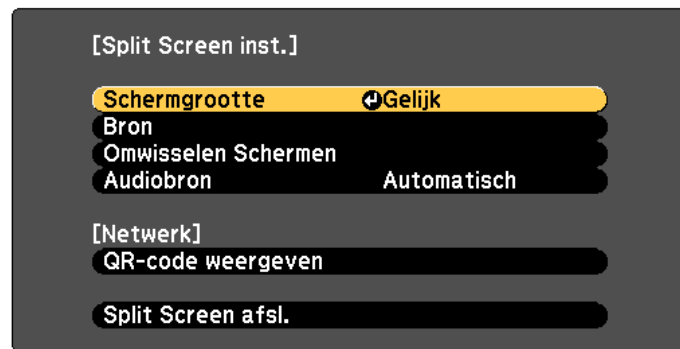 [Split Screen inst.]
Schermgrootte Gelijk
Bron
Omwisselen Schermen
Audiobron Automatisch
[Netwerk]
QR-code weergeven
Split Screen afsl.